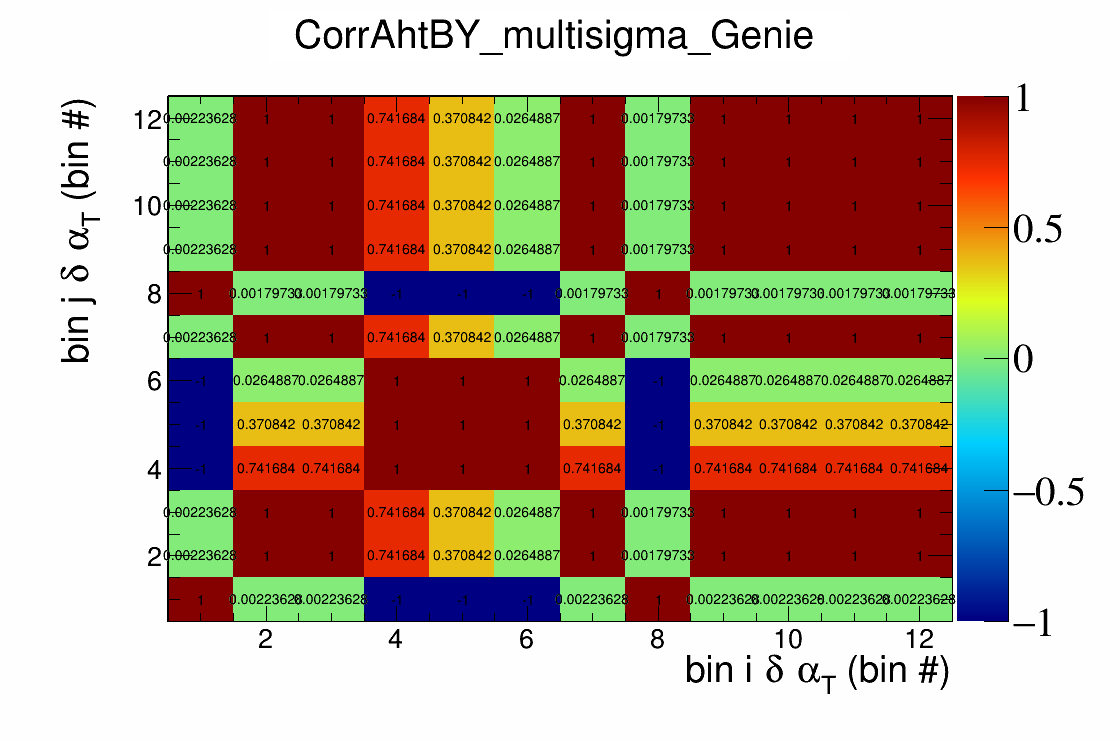 CorrAhtBY_multisigma_Genie
bin j δ α_T (bin #)
12 0.00223628 1 1 0.741684 0.370842 0.0264887 1 0.00179733 1 1 1 1
0.00223628 1 1 0.741684 0.370842 0.0264887 1 0.00179733 1 1 1 1
10 0.00223628 1 1 0.741684 0.370842 0.0264887 1 0.00179733 1 1 1 1
0.00223628 1 1 0.741684 0.370842 0.0264887 1 0.00179733 1 1 1 1
8 1 0.00179733 0.00179733 -1 -1 -1 0.00179733 1 0.00179733 0.00179733 0.00179733 0.00179733
0.00223628 1 1 0.741684 0.370842 0.0264887 1 0.00179733 1 1 1 1
6 -1 0.0264887 0.0264887 1 1 1 0.0264887 -1 0.0264887 0.0264887 0.0264887 0.0264887
-1 0.370842 0.370842 1 1 1 0.370842 -1 0.370842 0.370842 0.370842 0.370842
4 -1 0.741684 0.741684 1 1 1 0.741684 -1 0.741684 0.741684 0.741684 0.741684
0.00223628 1 1 0.741684 0.370842 0.0264887 1 0.00179733 1 1 1 1
2 0.00223628 1 1 0.741684 0.370842 0.0264887 1 0.00179733 1 1 1 1
1 0.00223628 0.00223628 -1 -1 -1 0.00223628 1 0.00223628 0.00223628 0.00223628 0.00223628
2 4 6 8 10 12
bin i δ α_T (bin #)
1
0.5
0
−0.5
−1